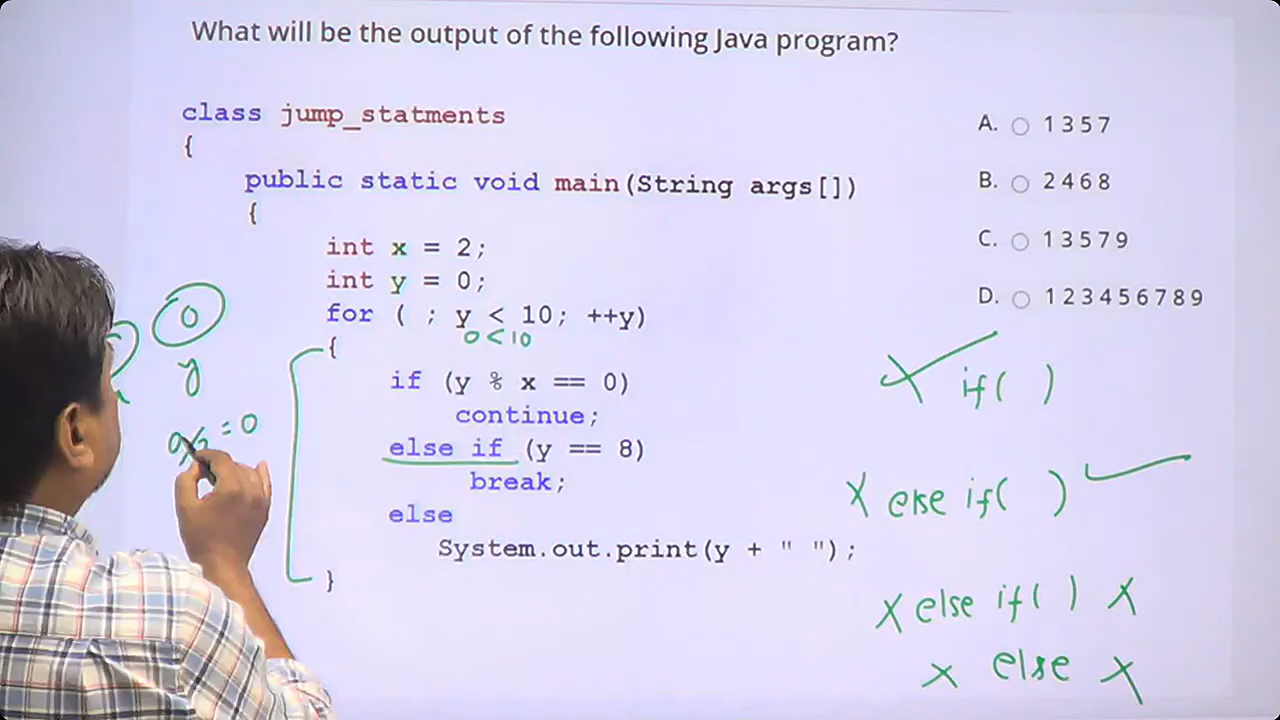 What will be the output of the following Java program?
class jump_statments
{
public static void main(String args[])
{
int x = 2;
int y = 0;
for ( ; y < 10; ++y)
0 < 10
{
if (y % x == 0)
continue;
else if (y == 8)
break;
else
System.out.print(y + " ");
}
A. 1 3 5 7
B. 2 4 6 8
C. 1 3 5 7 9
D. 1 2 3 4 5 6 7 8 9
0
y
= 0
X if( )
X else if( )
X else if( ) X
X else X